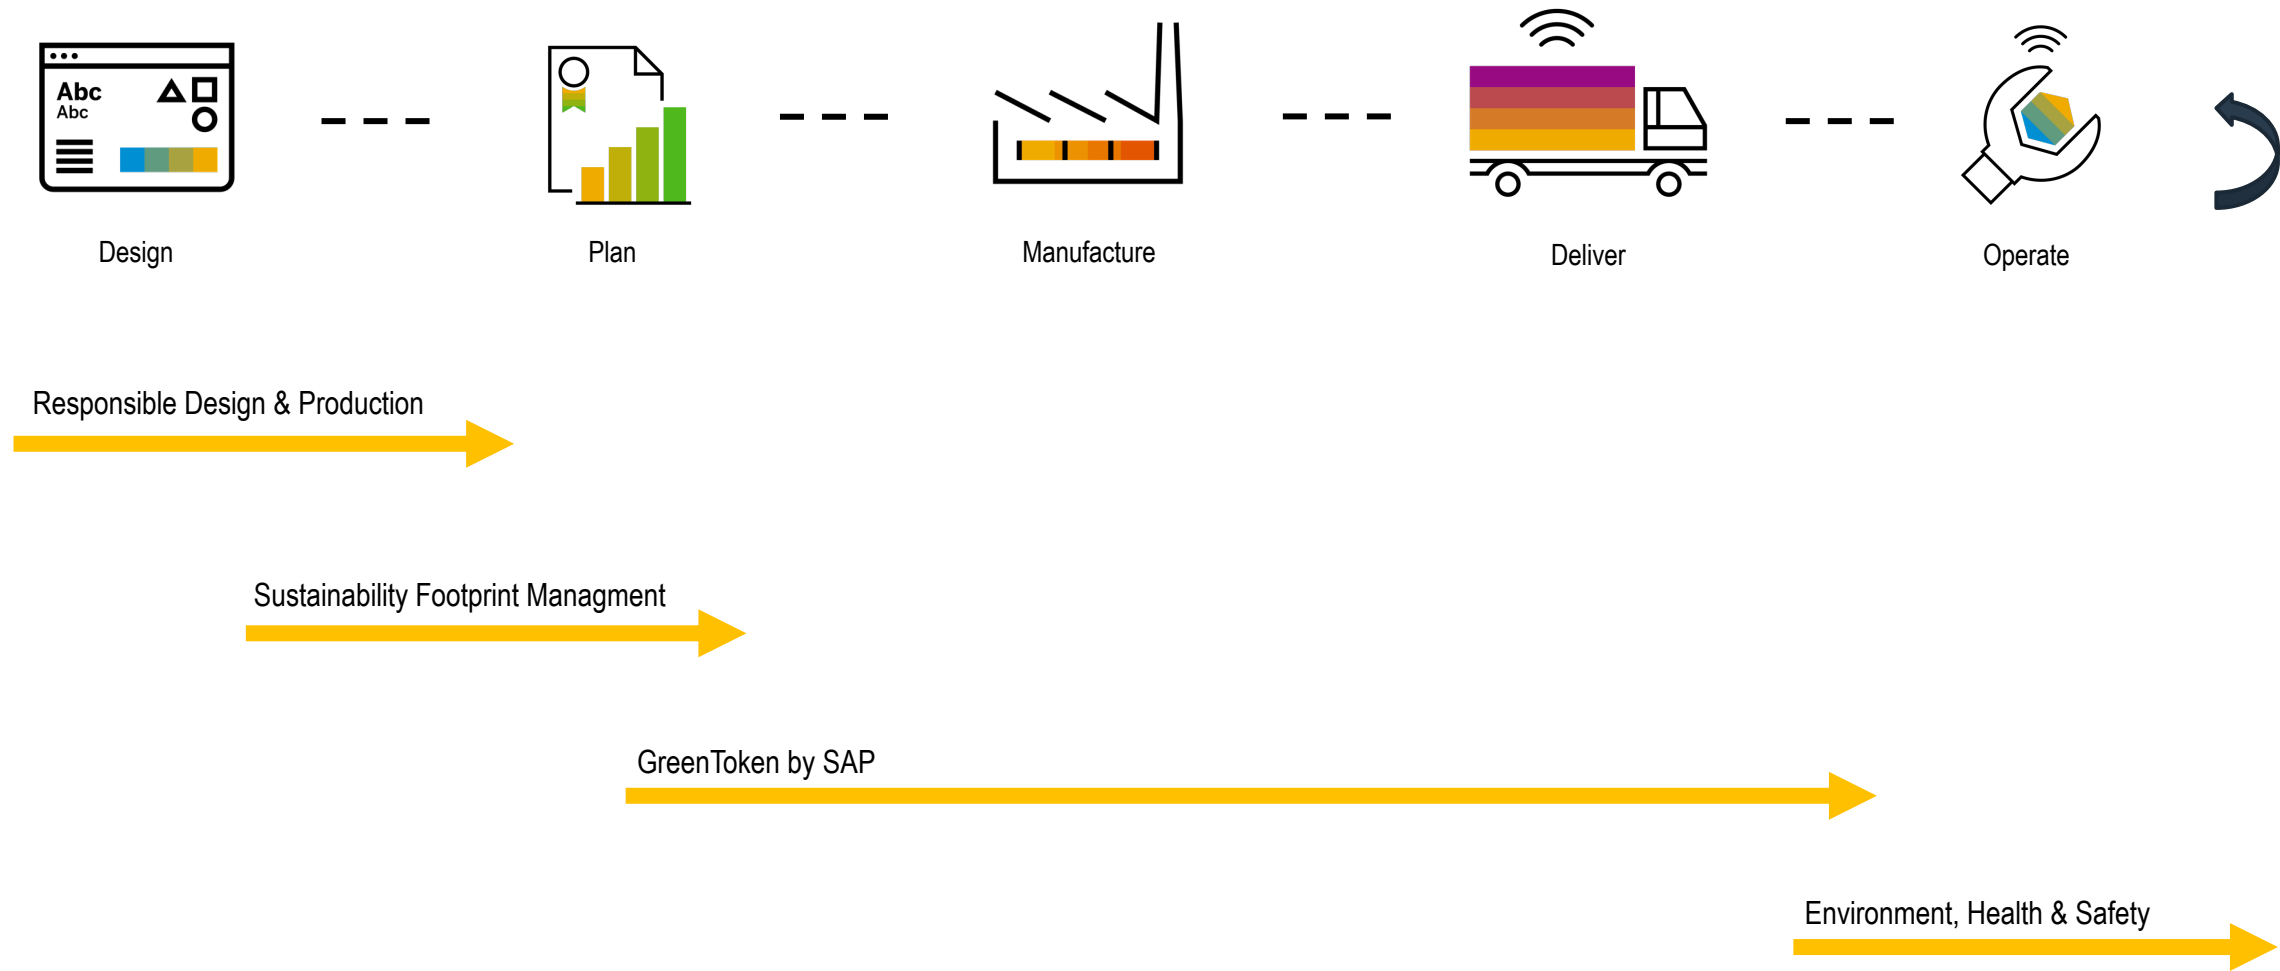 Abc
Abc
Design
Plan
Manufacture
Deliver
Operate
Responsible Design & Production
Sustainability Footprint Managment
GreenToken by SAP
Environment, Health & Safety